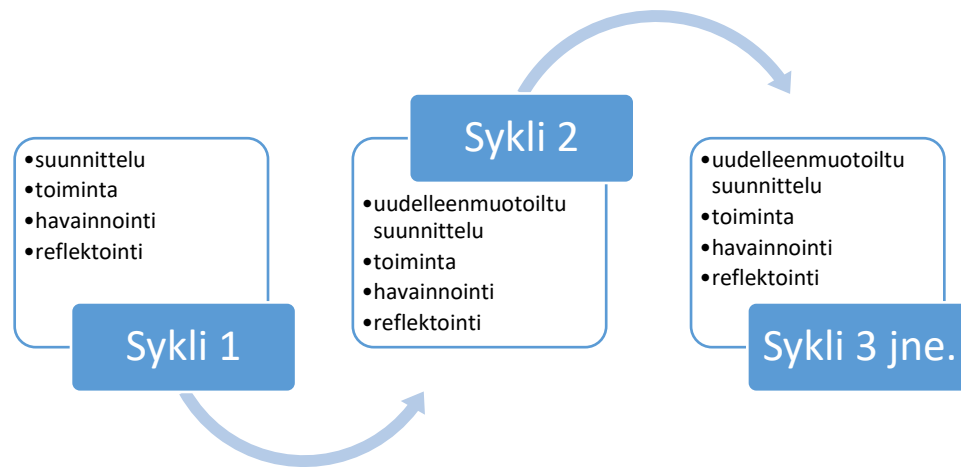 •suunnittelu
•toiminta
•havainnointi
•reflektointi
Sykli 1
Sykli 2
•uudelleenmuotoiltu
suunnittelu
•toiminta
•havainnointi
•reflektointi
•uudelleenmuotoiltu
suunnittelu
•toiminta
•havainnointi
•reflektointi
Sykli 3 jne.